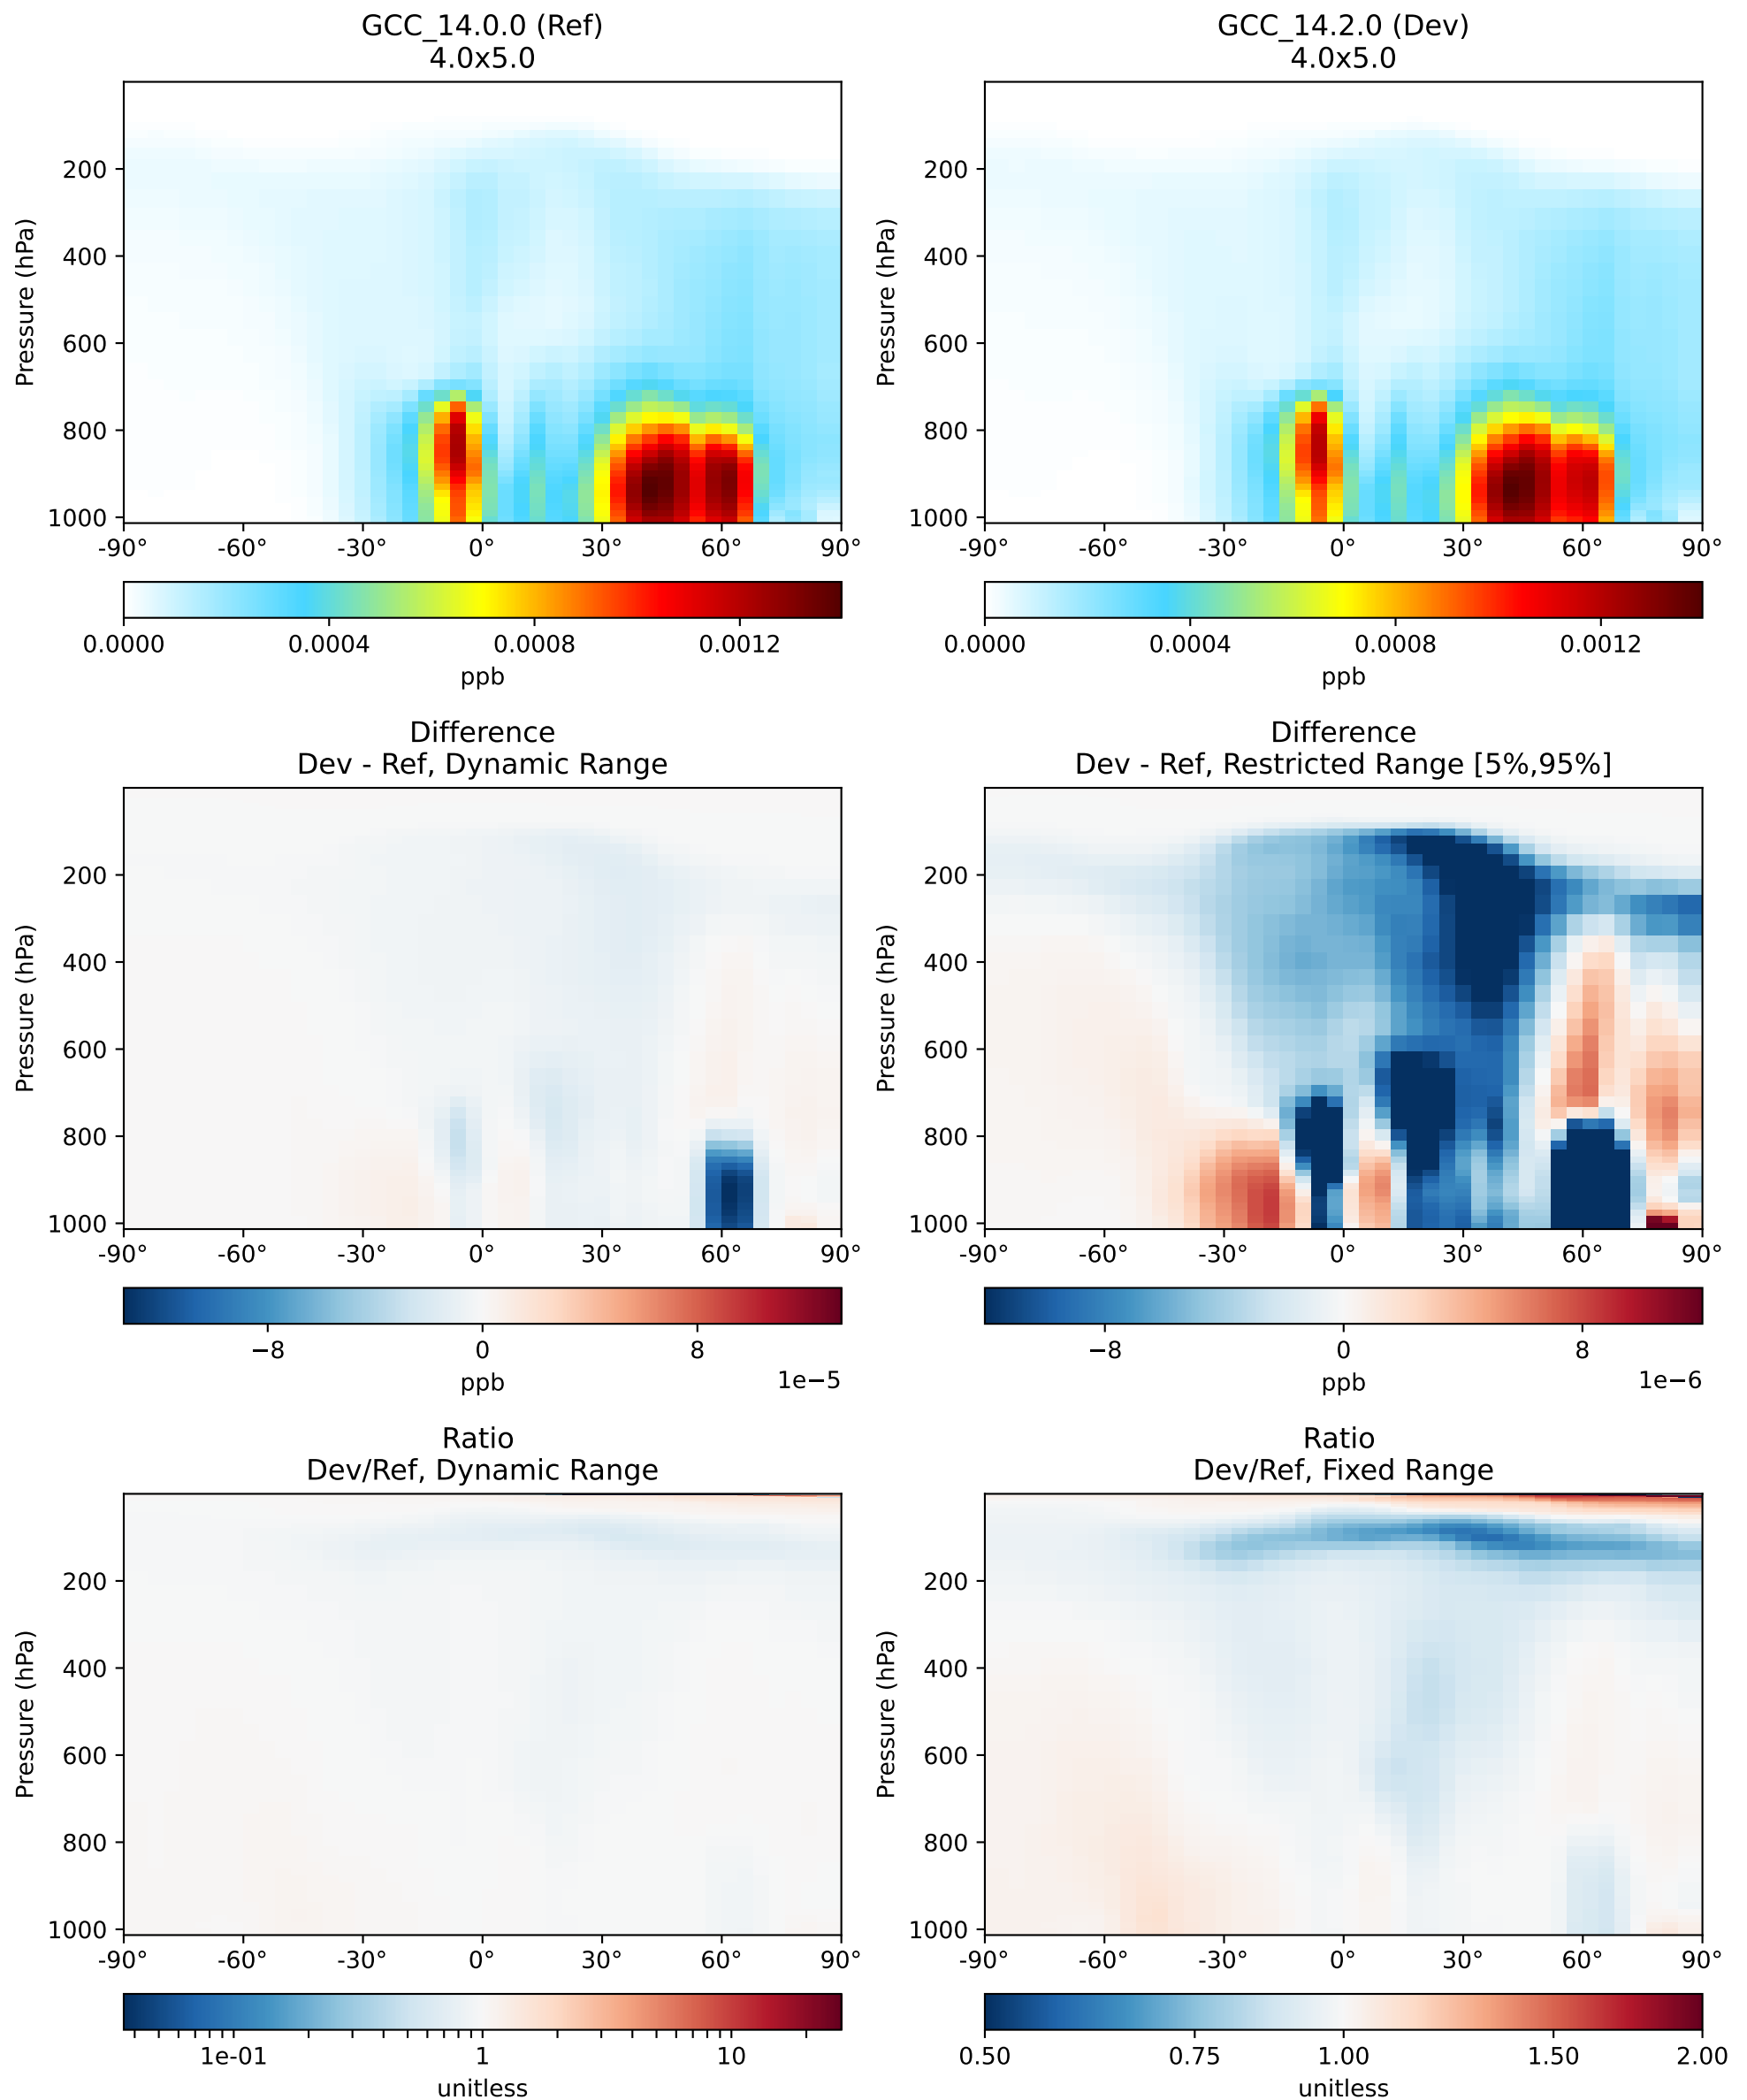 GCC_14.0.0 (Ref)
4.0x5.0
Pressure (hPa)
200
400
600
800
1000
-90° -60° -30° 0° 30° 60° 90°
0.0000 0.0004 0.0008 0.0012
ppb
GCC_14.2.0 (Dev)
4.0x5.0
Pressure (hPa)
200
400
600
800
1000
-90° -60° -30° 0° 30° 60° 90°
0.0000 0.0004 0.0008 0.0012
ppb
Difference
Dev - Ref, Dynamic Range
Pressure (hPa)
200
400
600
800
1000
-90° -60° -30° 0° 30° 60° 90°
−8 0 8
1e−5
ppb
Difference
Dev - Ref, Restricted Range [5%,95%]
Pressure (hPa)
200
400
600
800
1000
-90° -60° -30° 0° 30° 60° 90°
−8 0 8
1e−6
ppb
Ratio
Dev/Ref, Dynamic Range
Pressure (hPa)
200
400
600
800
1000
-90° -60° -30° 0° 30° 60° 90°
1e-01 1 10
unitless
Ratio
Dev/Ref, Fixed Range
Pressure (hPa)
200
400
600
800
1000
-90° -60° -30° 0° 30° 60° 90°
0.50 0.75 1.00 1.50 2.00
unitless